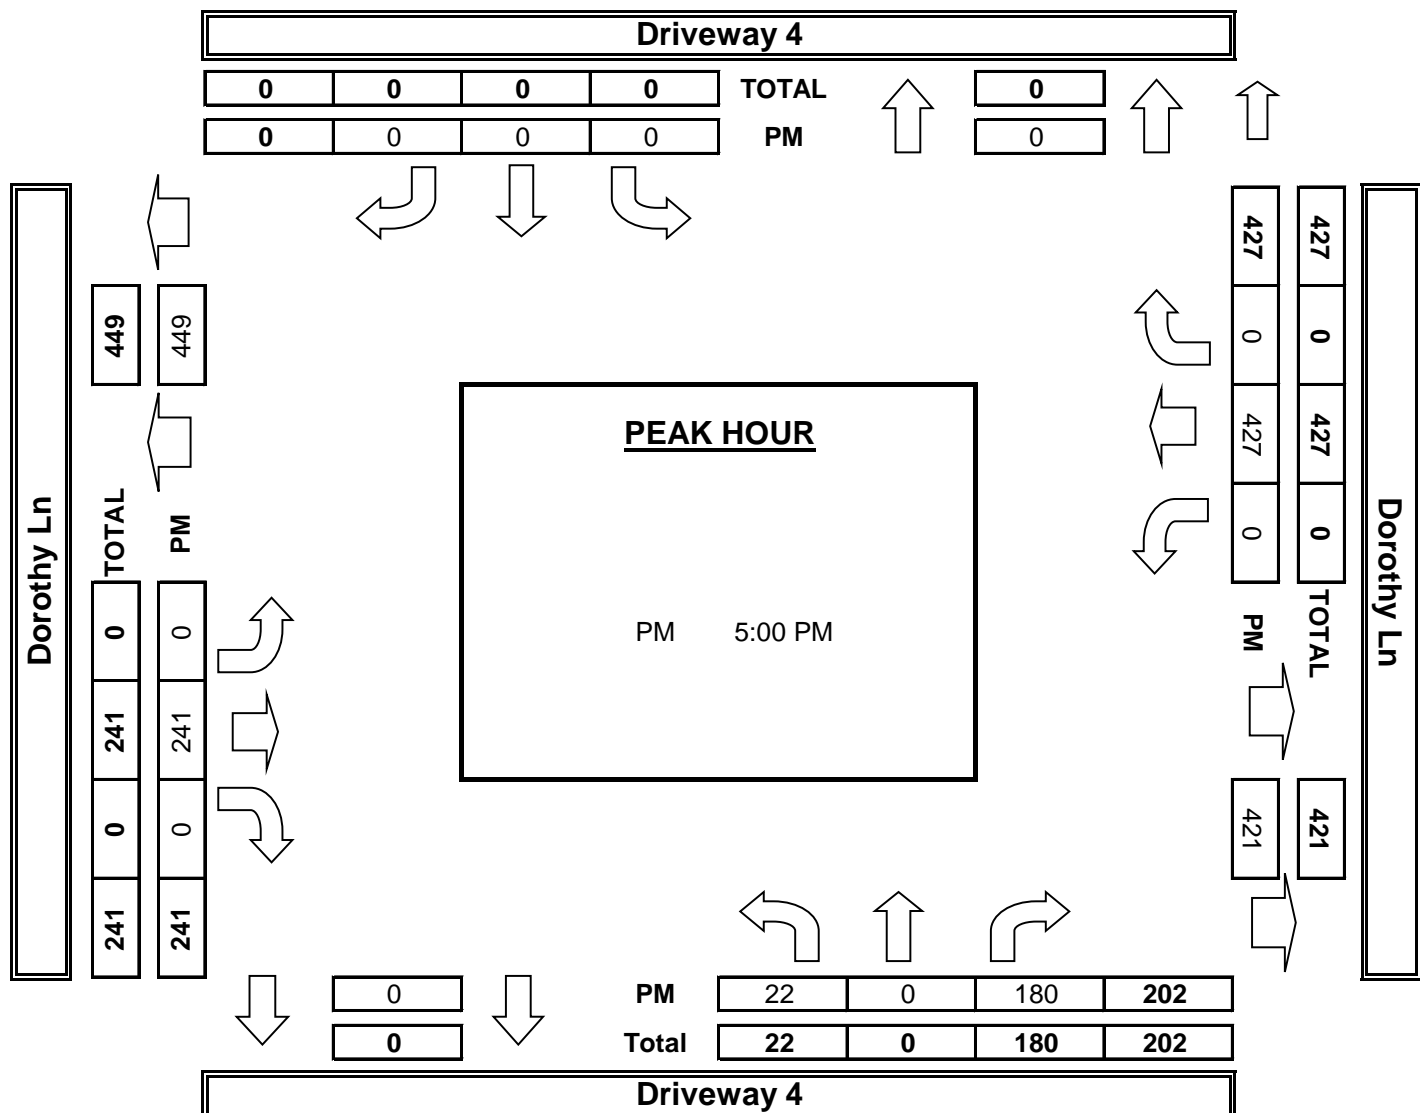 Driveway 4
0 0 0 0 TOTAL 0
0 0 0 0 PM 0
Dorothy Ln
449 449
TOTAL PM
0 0
241 241
0 0
241 241
PEAK HOUR
PM 5:00 PM
427 427
0 0
427 427
0 0
PM TOTAL
421 421
Dorothy Ln
0 PM 22 0 180 202
0 Total 22 0 180 202
Driveway 4